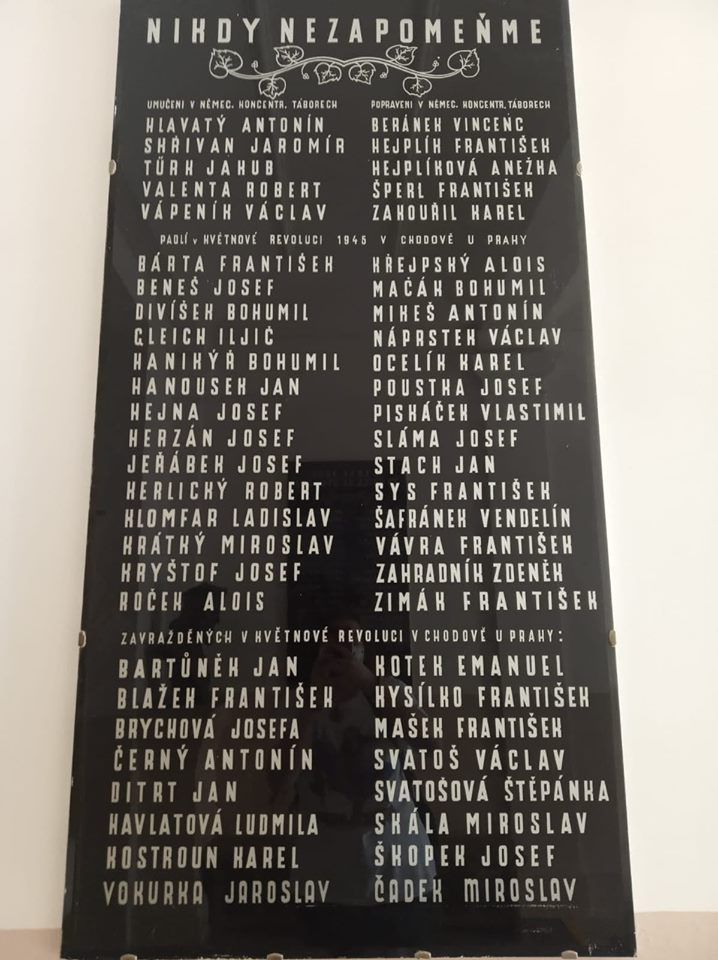 NIKDY NEZAPOMEŇME
UMUČENI V NĚMEC. KONCENTR. TÁBORECH
HLAVATÝ ANTONÍN
SKŘIVAN JAROMÍR
TÜRK JAKUB
VALENTA ROBERT
VÁPENÍK VÁCLAV
POPRAVENI V NĚMEC. KONCENTR. TÁBORECH
BERÁNEK VINCENC
HEJPLÍK FRANTIŠEK
HEJPLÍKOVÁ ANEŽKA
ŠPERL FRANTIŠEK
ZAKOUŘIL KAREL
PADLÍ V KVĚTNOVÉ REVOLUCI 1945 V CHODOVĚ U PRAHY
BÁRTA FRANTIŠEK
BENEŠ JOSEF
DIVÍŠEK BOHUMIL
GLEICH ILJIČ
HANIKÝŘ BOHUMIL
HANOUSEK JAN
HEJNA JOSEF
HERZÁN JOSEF
JEŘÁBEK JOSEF
KERLICKÝ ROBERT
KLOMFAR LADISLAV
KRÁTKÝ MIROSLAV
KRYŠTOF JOSEF
KOČEK ALOIS
KŘEJPSKÝ ALOIS
MAČÁK BOHUMIL
MIKEŠ ANTONÍN
NÁPRSTEK VÁCLAV
OCELÍK KAREL
POUSTKA JOSEF
PISKÁČEK VLASTIMIL
SLÁMA JOSEF
STACH JAN
SYS FRANTIŠEK
ŠAFRÁNEK VENDELÍN
VÁVRA FRANTIŠEK
ZAHRADNÍK ZDENĚK
ZIMÁK FRANTIŠEK
ZAVRAŽDĚNÝCH V KVĚTNOVÉ REVOLUCI V CHODOVĚ U PRAHY:
BARTŮNĚK JAN
BLAŽEK FRANTIŠEK
BRYCHOVÁ JOSEFA
ČERNÝ ANTONÍN
DITRT JAN
HAVLATOVÁ LUDMILA
KOSTROUN KAREL
VOKURKA JAROSLAV
KOTEK EMANUEL
KYSÍLKO FRANTIŠEK
MAŠEK FRANTIŠEK
SVATOŠ VÁCLAV
SVATOŠOVÁ ŠTĚPÁNKA
SKÁLA MIROSLAV
ŠKOPEK JOSEF
ČADEK MIROSLAV